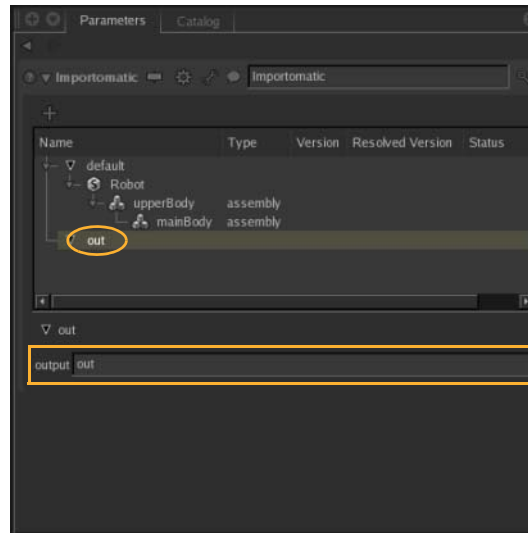 Parameters Catalog
Importomatic Importomatic
Name Type Version Resolved Version Status
default
Robot
upperBody assembly
mainBody assembly
out
out
output out